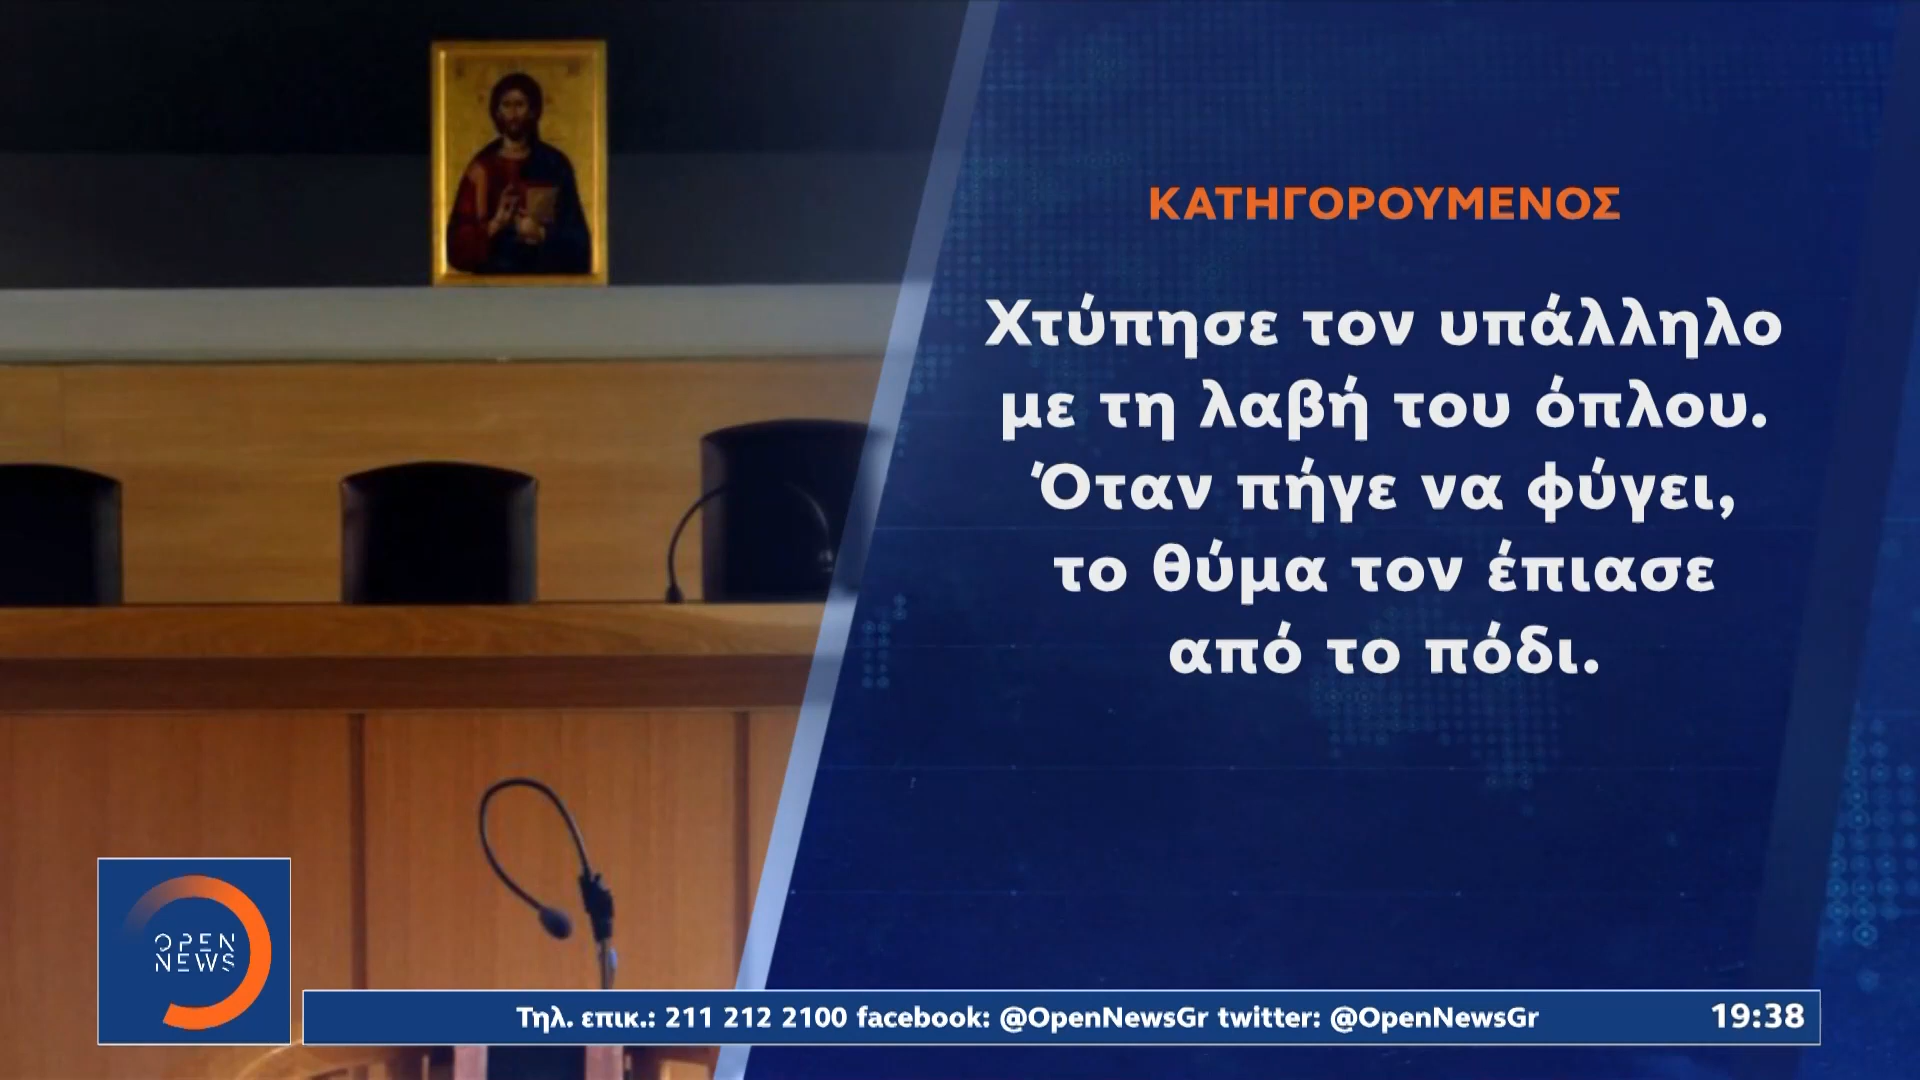 ΚΑΤΗΓΟΡΟΥΜΕΝΟΣ
Χτύπησε τον υπάλληλο
με τη λαβή του όπλου.
Όταν πήγε να φύγει,
το θύμα τον έπιασε
από το πόδι.
OPEN
NEWS
Τηλ. επικ.: 211 212 2100 facebook: @OpenNewsGr twitter: @OpenNewsGr
19:38